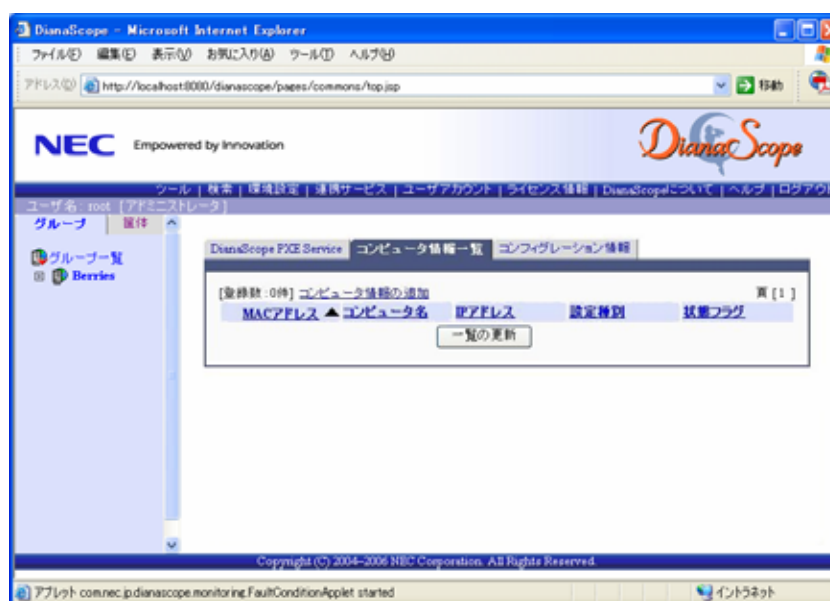 DianaScope - Microsoft Internet Explorer
ファイル(F) 編集(E) 表示(V) お気に入り(A) ツール(T) ヘルプ(H)
アドレス(D) http://localhost:8080/dianascope/pages/commons/top.jsp 移動
NEC Empowered by Innovation DianaScope
ツール | 検索 | 環境設定 | 連携サービス | ユーザアカウント | ライセンス情報 | DianaScopeについて | ヘルプ | ログアウト
ユーザ名: root [アドミニストレータ]
グループ 筐体
グループ一覧
Berries
DianaScope PXE Service コンピュータ情報一覧 コンフィグレーション情報
[登録数:0件] コンピュータ情報の追加 頁 [1 ]
MACアドレス ▲ コンピュータ名 IPアドレス 設定種別 状態フラグ
一覧の更新
Copyright (C) 2004-2006 NEC Corporation. All Rights Reserved.
アプレット com.nec.jp.dianascope.monitoring.FaultConditionApplet started イントラネット